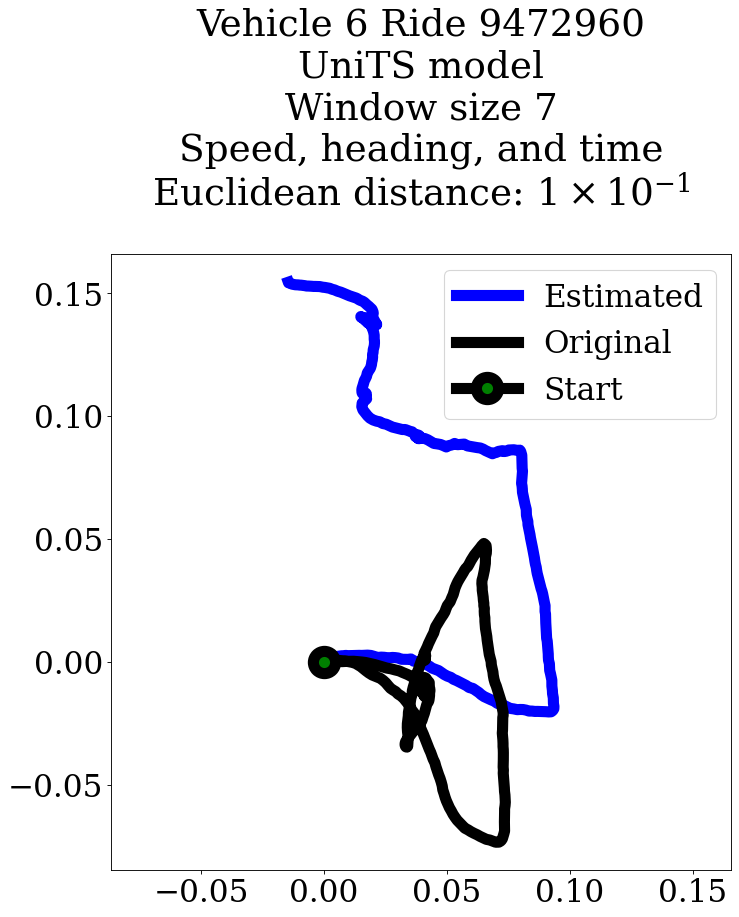 Vehicle 6 Ride 9472960
UniTS model
Window size 7
Speed, heading, and time
Euclidean distance: 1 × 10⁻¹
Estimated
Original
Start
0.15
0.10
0.05
0.00
−0.05
−0.05 0.00 0.05 0.10 0.15